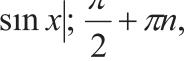 sin x|; π/2 + πn,